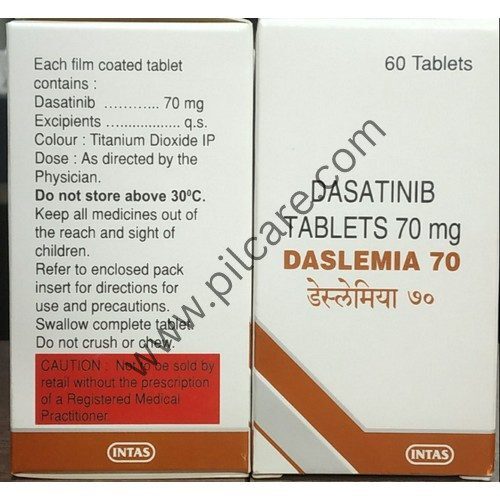 Each film coated tablet
contains :
Dasatinib ........... 70 mg
Excipients .................. q.s.
Colour : Titanium Dioxide IP
Dose : As directed by the
Physician.
Do not store above 30°C.
Keep all medicines out of
the reach and sight of
children.
Refer to enclosed pack
insert for directions for
use and precautions.
Swallow complete tablet.
Do not crush or chew.
CAUTION : Not to be sold by
retail without the prescription
of a Registered Medical
Practitioner.
INTAS
60 Tablets
DASATINIB
TABLETS 70 mg
DASLEMIA 70
डेस्लेमिया ७०
INTAS
www.pilcare.com